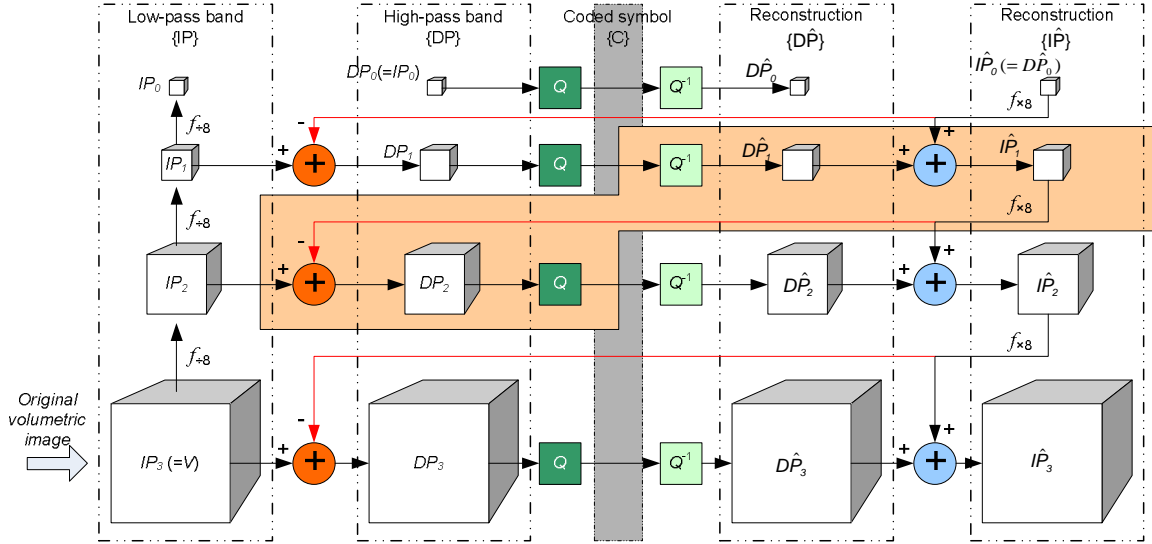 Low-pass band
{IP}
High-pass band
{DP}
Coded symbol
{C}
Reconstruction
{DP̂}
Reconstruction
{IP̂}
IP₀
DP₀(=IP₀)
Q
Q⁻¹
DP̂₀
IP̂₀(=DP̂₀)
f÷8
f×8
-
+
+
IP₁
+
+
DP₁
Q
Q⁻¹
DP̂₁
+
+
IP̂₁
f÷8
f×8
-
+
+
IP₂
+
DP₂
Q
Q⁻¹
DP̂₂
+
+
IP̂₂
f÷8
f×8
Original
volumetric
image
-
+
+
IP₃(=V)
+
DP₃
Q
Q⁻¹
DP̂₃
+
+
IP̂₃